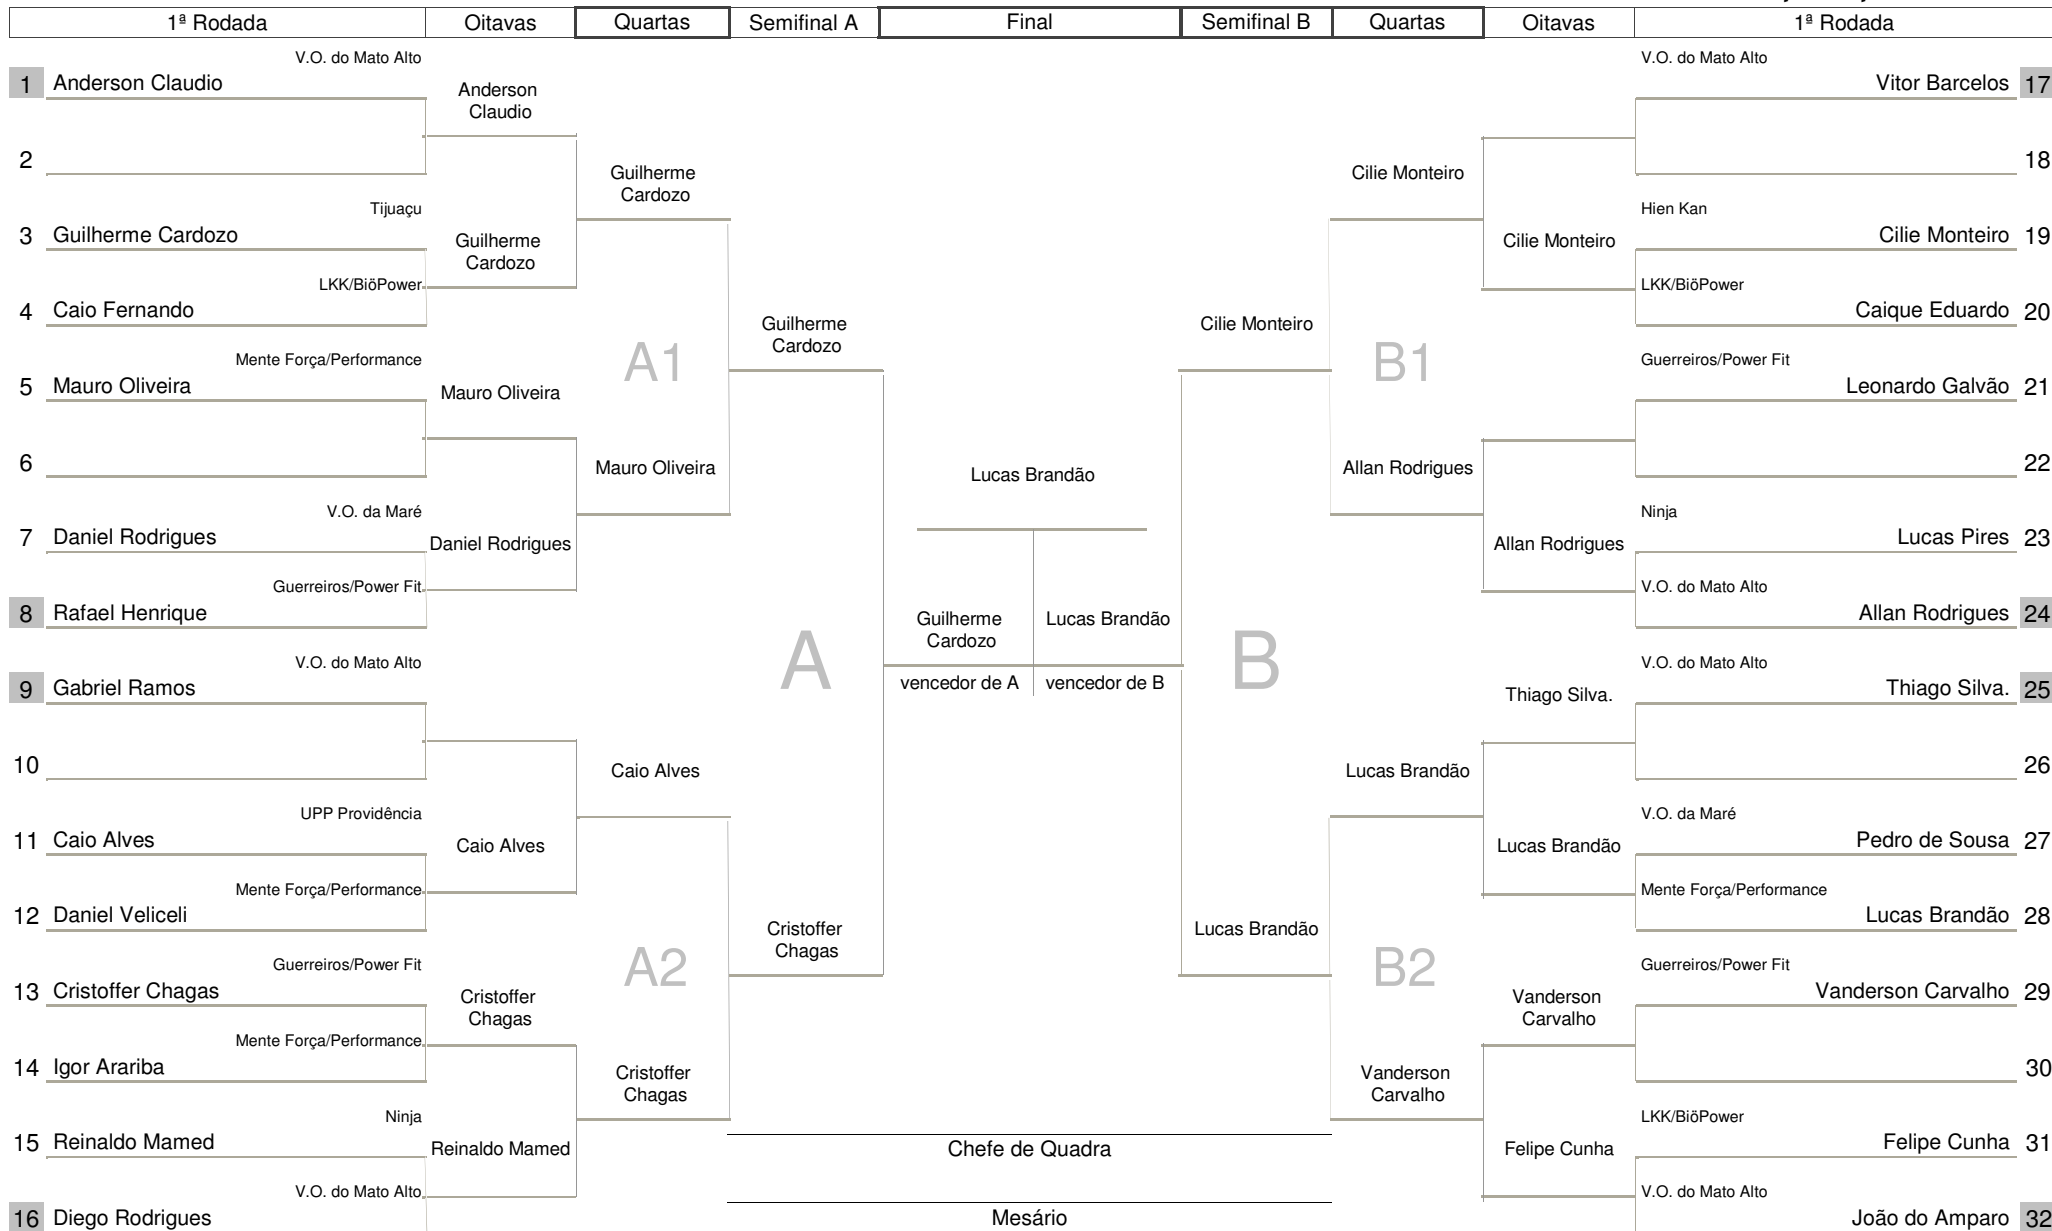 1ª Rodada Oitavas Quartas Semifinal A Final Semifinal B Quartas Oitavas 1ª Rodada
V.O. do Mato Alto
1 Anderson Claudio
2
Tijuaçu
3 Guilherme Cardozo
LKK/BiöPower
4 Caio Fernando
Mente Força/Performance
5 Mauro Oliveira
6
V.O. da Maré
7 Daniel Rodrigues
Guerreiros/Power Fit
8 Rafael Henrique
V.O. do Mato Alto
9 Gabriel Ramos
10
UPP Providência
11 Caio Alves
Mente Força/Performance
12 Daniel Veliceli
Guerreiros/Power Fit
13 Cristoffer Chagas
Mente Força/Performance
14 Igor Arariba
Ninja
15 Reinaldo Mamed
V.O. do Mato Alto
16 Diego Rodrigues
Anderson
Claudio
Guilherme
Cardozo
Mauro Oliveira
Daniel Rodrigues
Caio Alves
Cristoffer
Chagas
Reinaldo Mamed
Guilherme
Cardozo
A1
Mauro Oliveira
Caio Alves
A2
Cristoffer
Chagas
Guilherme
Cardozo
A
Cristoffer
Chagas
Lucas Brandão
Guilherme
Cardozo
Lucas Brandão
vencedor de A vencedor de B
Chefe de Quadra
Mesário
Cilie Monteiro
B
Lucas Brandão
Cilie Monteiro
B1
Allan Rodrigues
Lucas Brandão
B2
Vanderson
Carvalho
Cilie Monteiro
Allan Rodrigues
Thiago Silva.
Lucas Brandão
Vanderson
Carvalho
Felipe Cunha
V.O. do Mato Alto
Vitor Barcelos 17
18
Hien Kan
Cilie Monteiro 19
LKK/BiöPower
Caique Eduardo 20
Guerreiros/Power Fit
Leonardo Galvão 21
22
Ninja
Lucas Pires 23
V.O. do Mato Alto
Allan Rodrigues 24
V.O. do Mato Alto
Thiago Silva. 25
26
V.O. da Maré
Pedro de Sousa 27
Mente Força/Performance
Lucas Brandão 28
Guerreiros/Power Fit
Vanderson Carvalho 29
30
LKK/BiöPower
Felipe Cunha 31
V.O. do Mato Alto
João do Amparo 32